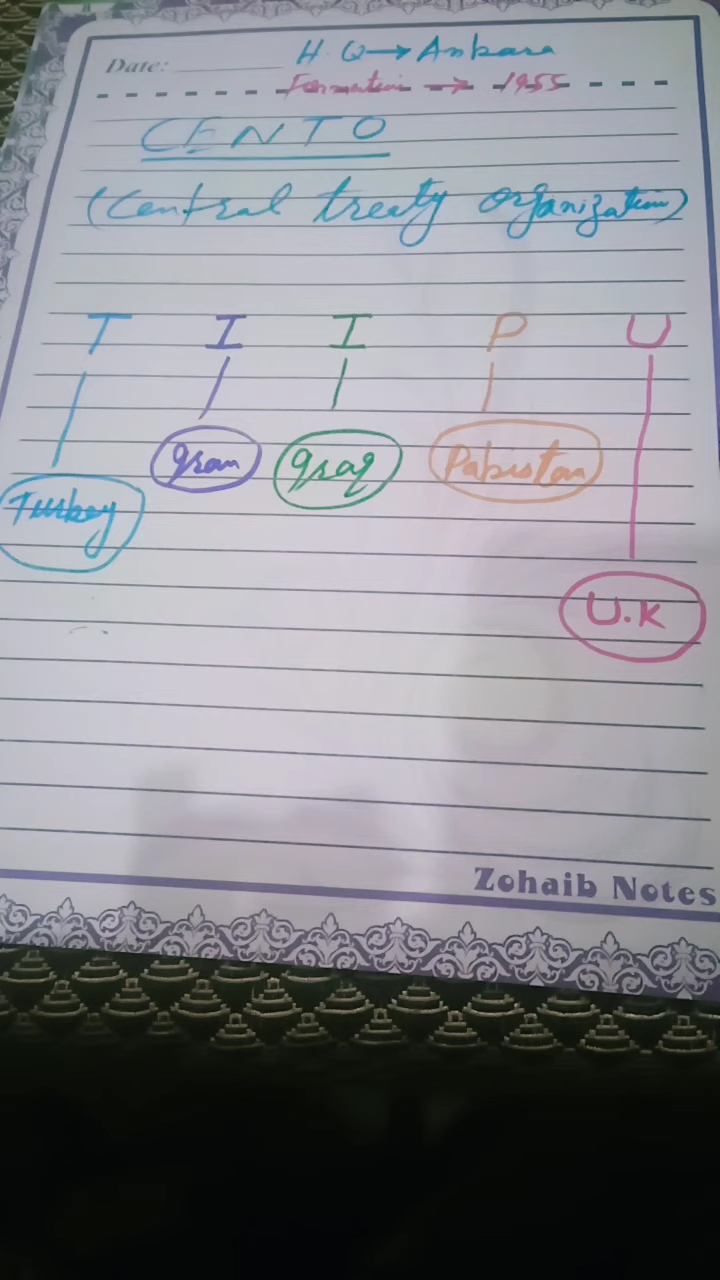 Date: H.Q → Ankara
Formation → 1955
CENTO
(Central treaty organization)
T I I P U
Iran Iraq Pakistan
Turkey
U.K
Zohaib Notes